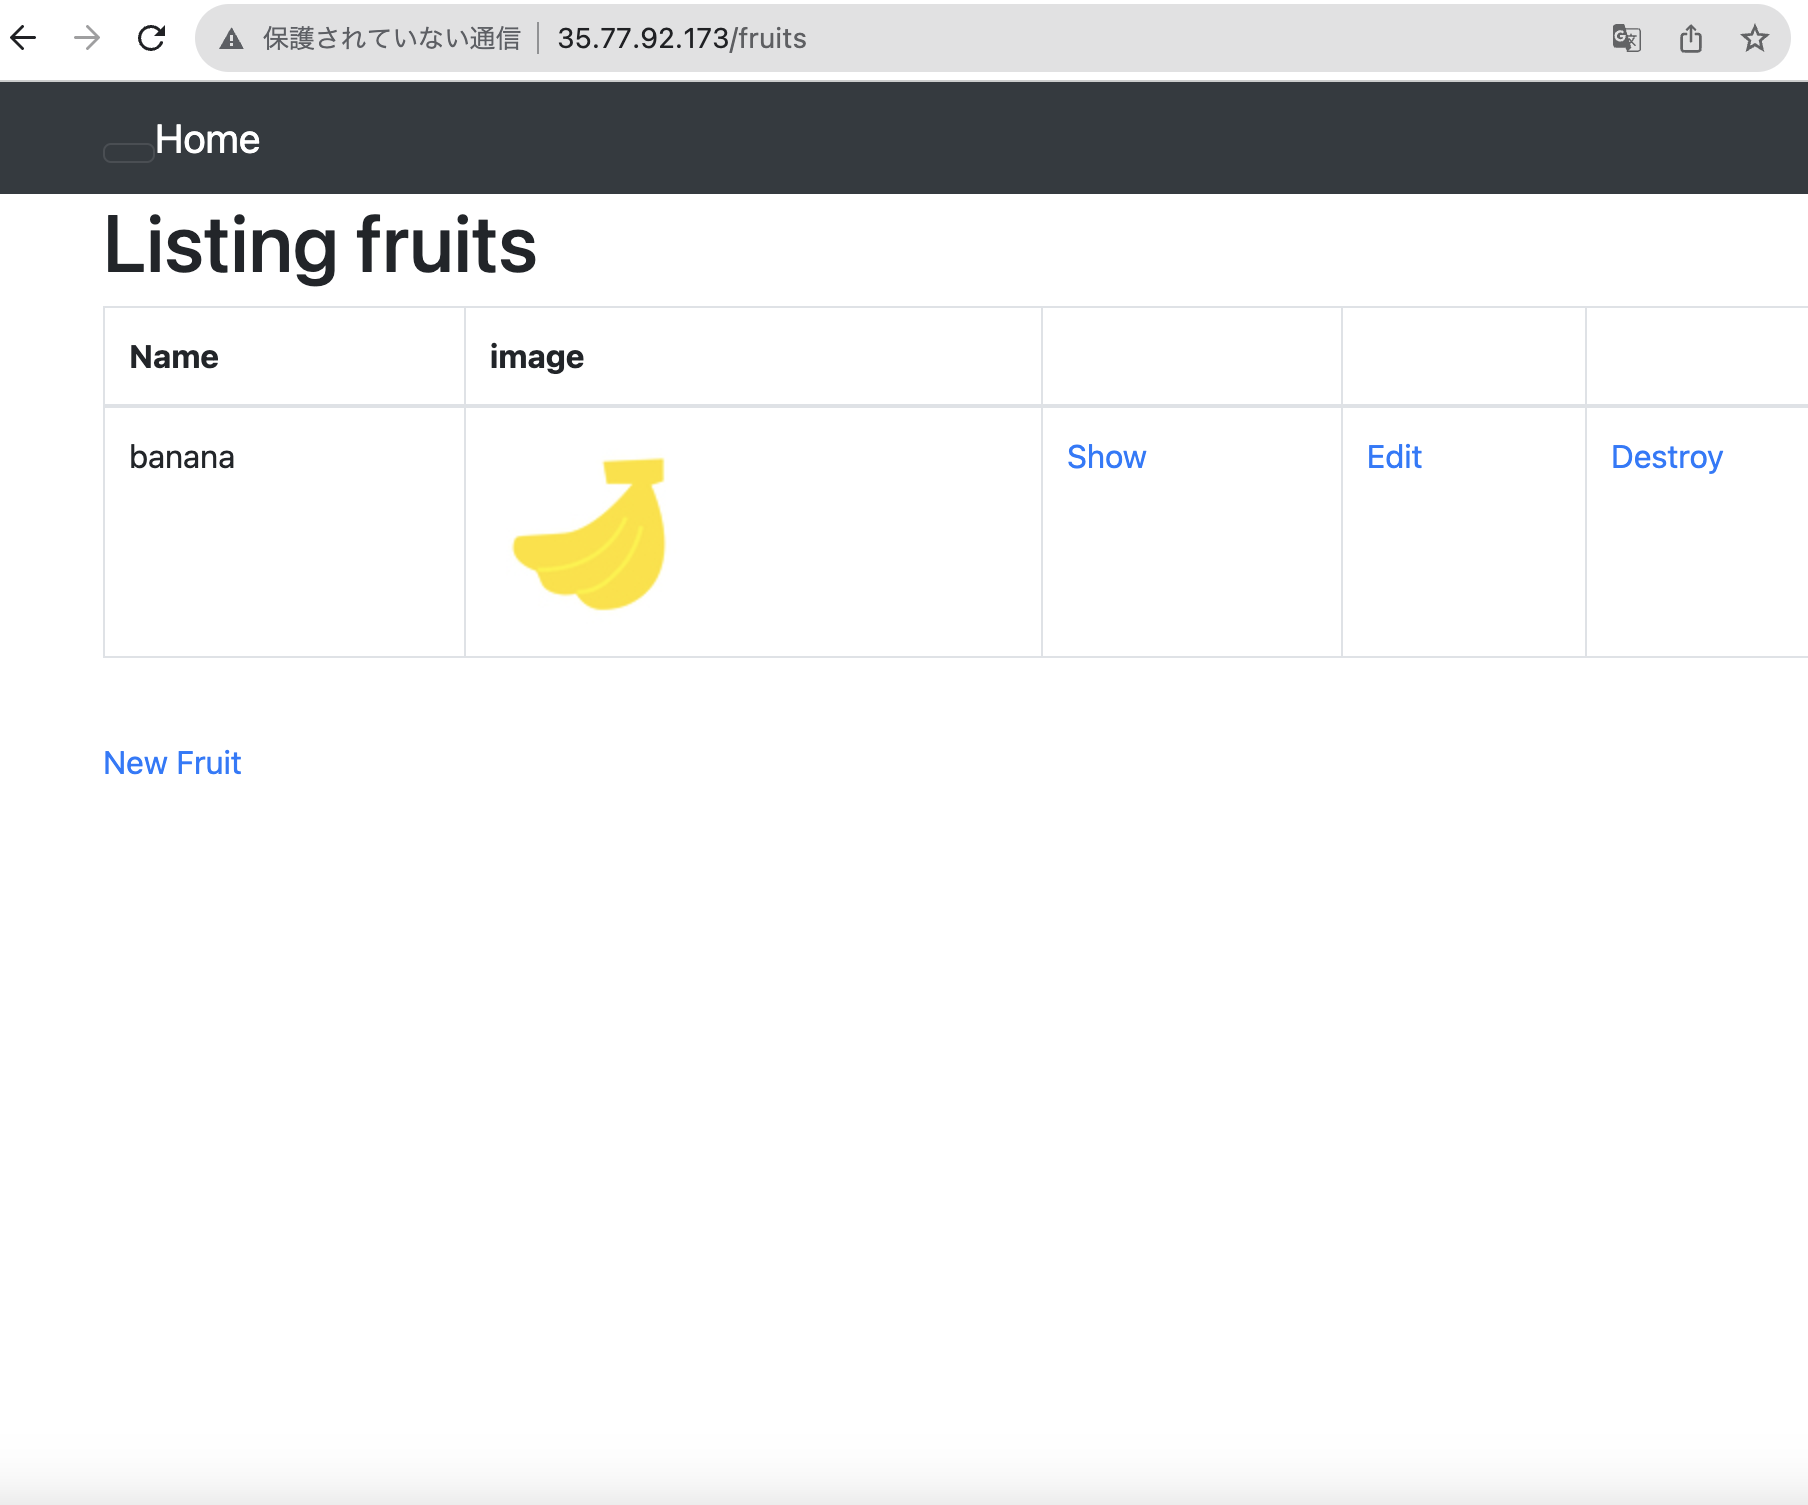 保護されていない通信 35.77.92.173/fruits
Home
Listing fruits
Name image
banana Show Edit Destroy
New Fruit